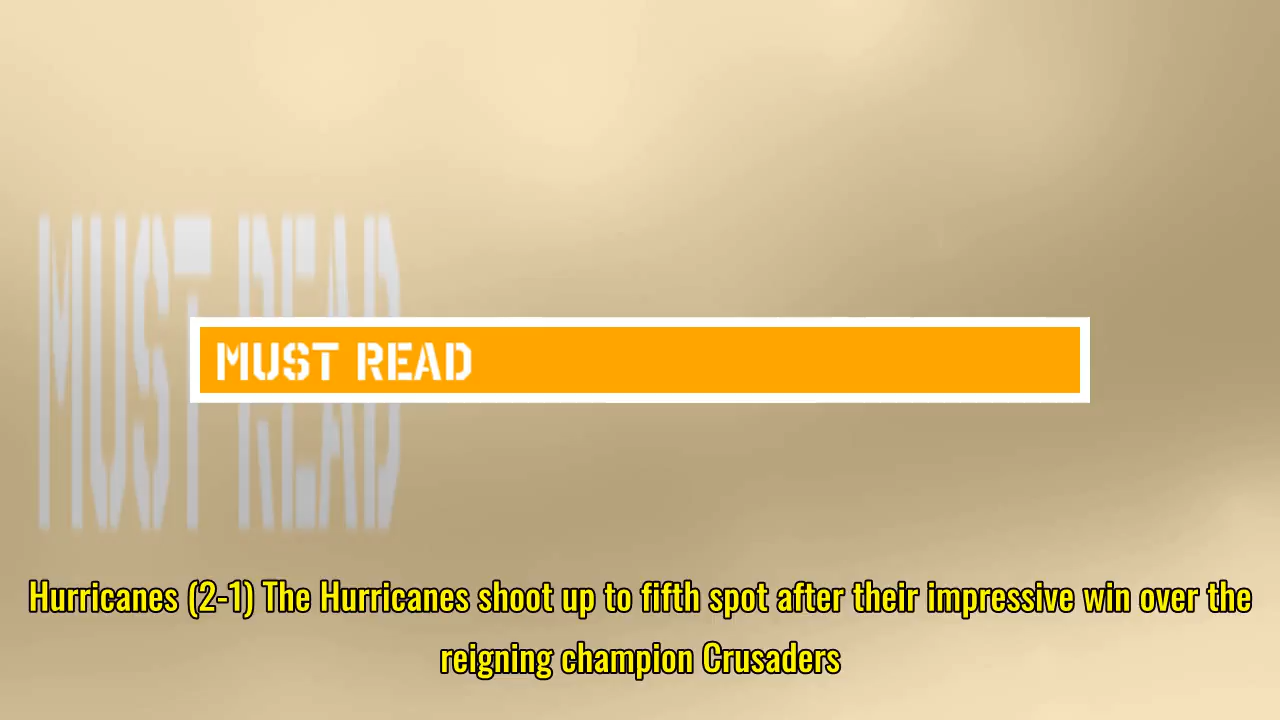 MUST READ
MUST READ
Hurricanes (2-1) The Hurricanes shoot up to fifth spot after their impressive win over the
reigning champion Crusaders